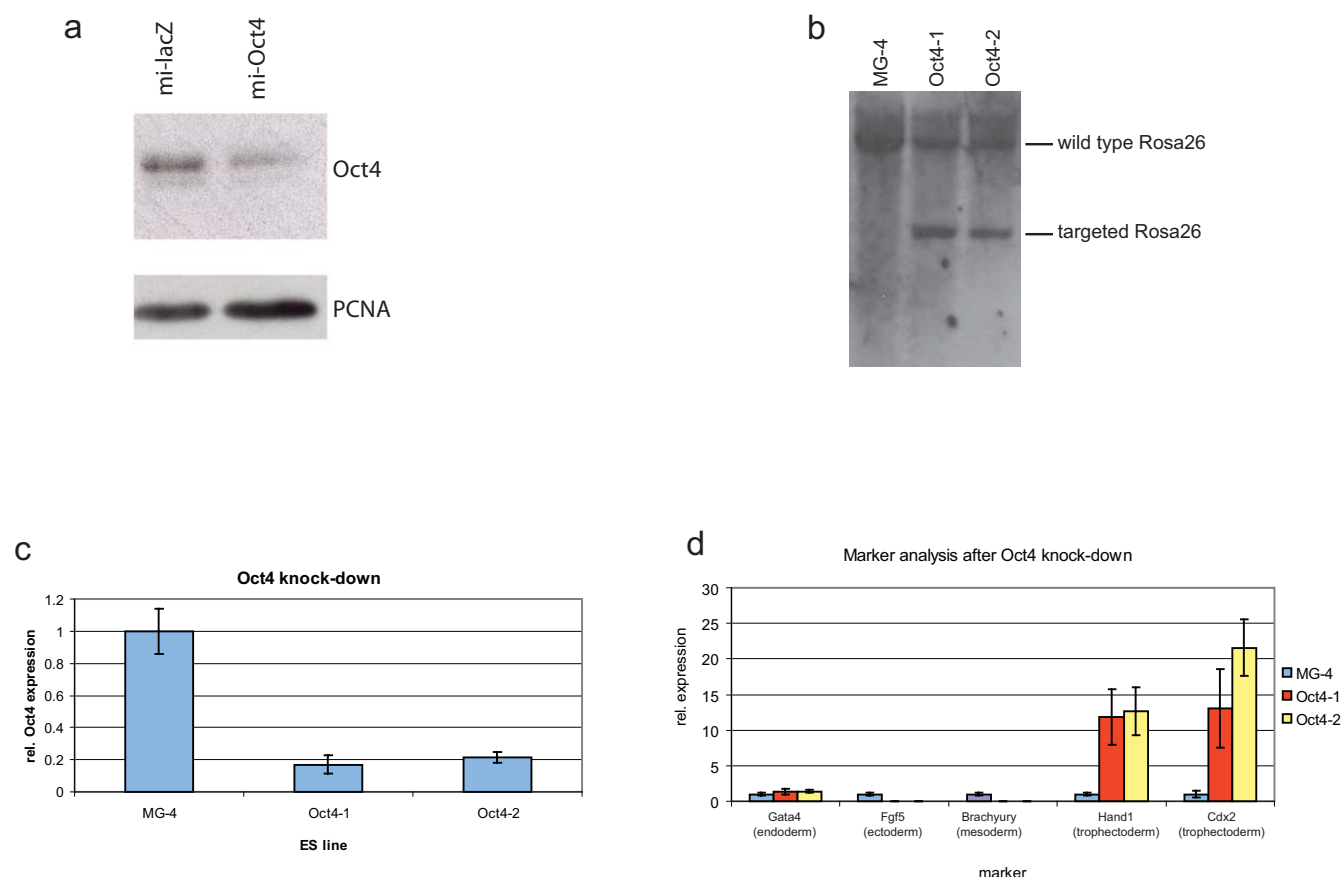 a
mi-lacZ
mi-Oct4
Oct4
PCNA
b
MG-4
Oct4-1
Oct4-2
wild type Rosa26
targeted Rosa26
c
Oct4 knock-down
rel. Oct4 expression
1.2
1
0.8
0.6
0.4
0.2
0
MG-4
Oct4-1
Oct4-2
ES line
d
Marker analysis after Oct4 knock-down
rel. expression
30
25
20
15
10
5
0
Gata4
(endoderm)
Fgf5
(ectoderm)
Brachyury
(mesoderm)
Hand1
(trophectoderm)
Cdx2
(trophectoderm)
marker
MG-4
Oct4-1
Oct4-2